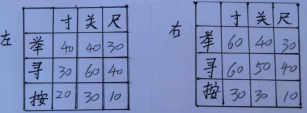 左
寸 关 尺
举 40 40 30
寻 30 60 40
按 20 30 10
右
寸 关 尺
举 60 40 30
寻 60 50 40
按 30 30 10